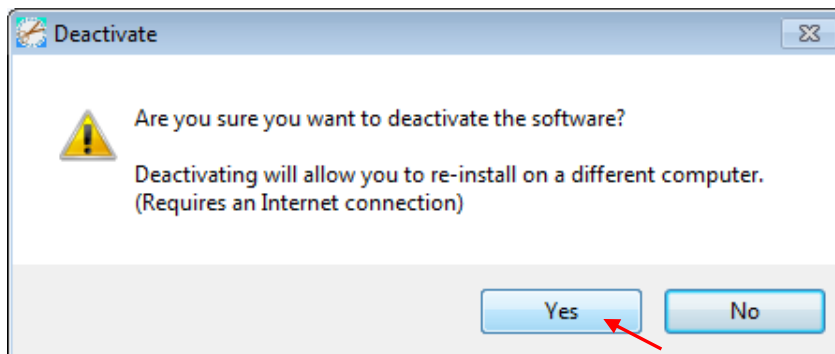 Deactivate
Are you sure you want to deactivate the software?
Deactivating will allow you to re-install on a different computer.
(Requires an Internet connection)
Yes
No